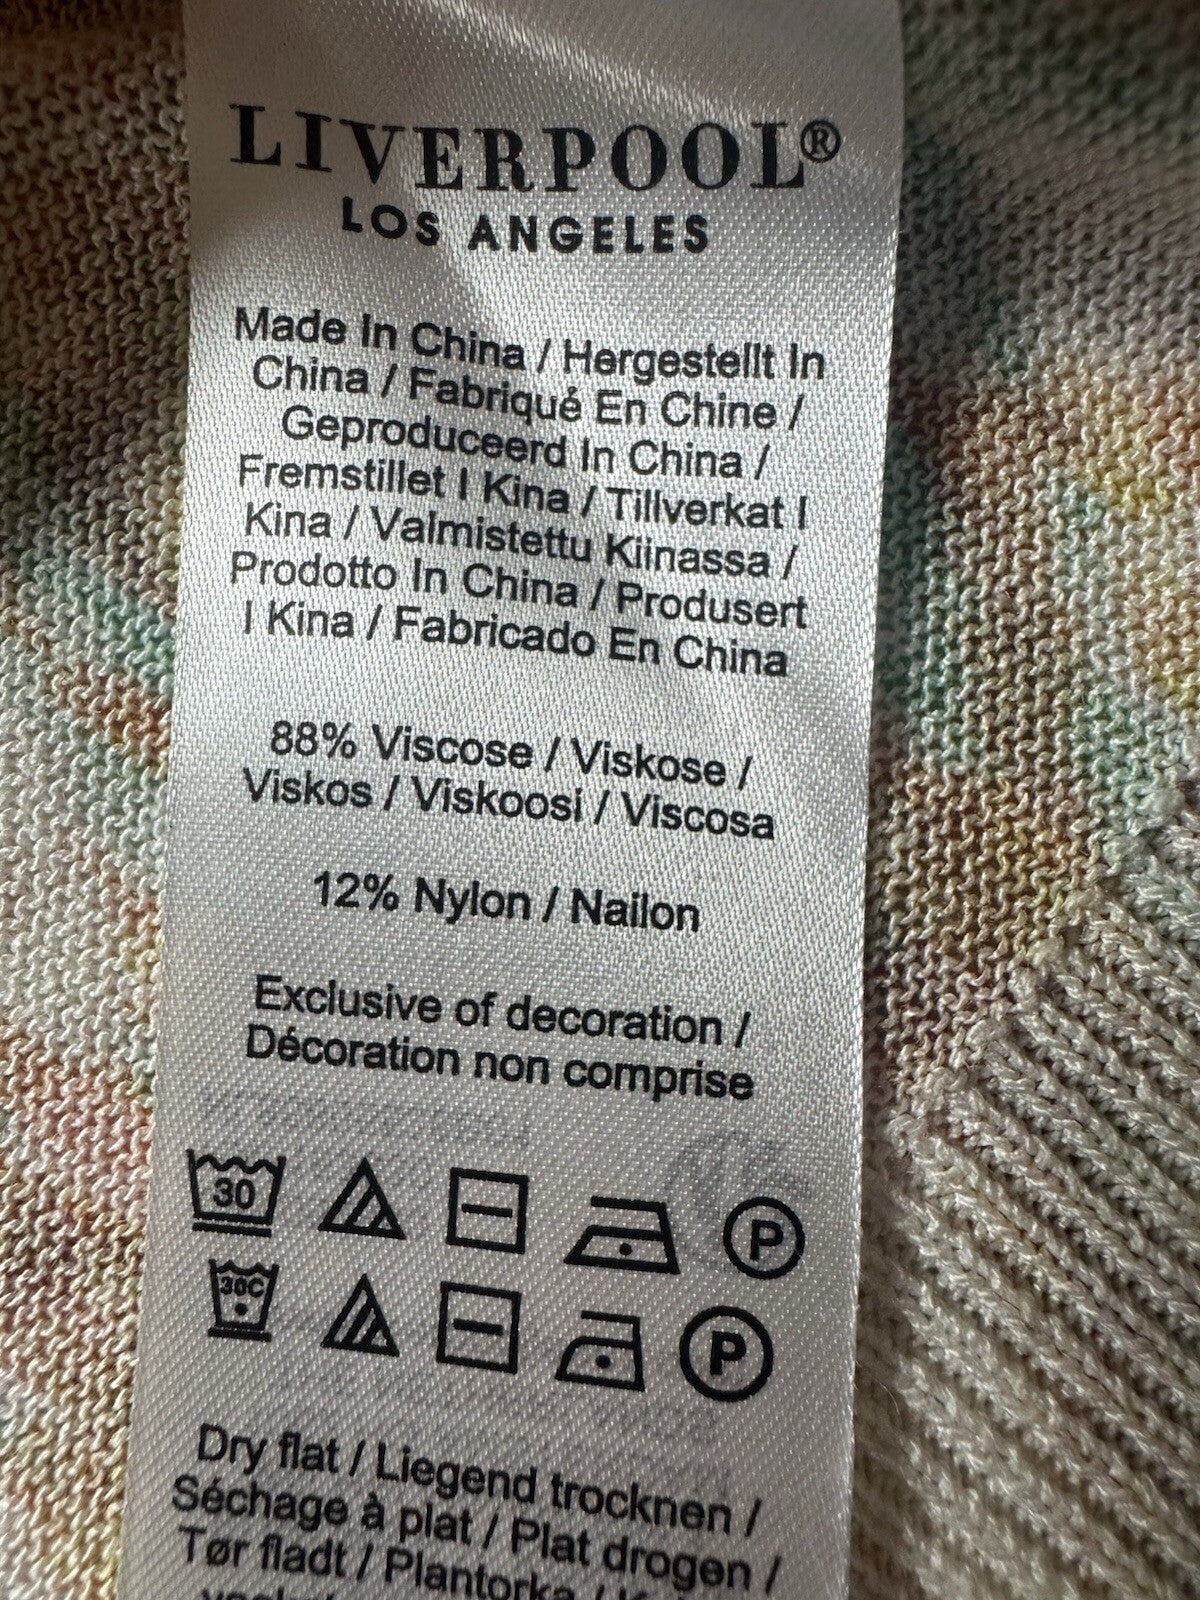 LIVERPOOL®
LOS ANGELES
Made In China / Hergestellt In
China / Fabriqué En Chine /
Geproduceerd In China /
Fremstillet I Kina / Tillverkat I
Kina / Valmistettu Kiinassa /
Prodotto In China / Produsert
I Kina / Fabricado En China
88% Viscose / Viskose /
Viskos / Viskoosi / Viscosa
12% Nylon / Nailon
Exclusive of decoration /
Décoration non comprise
30 P
30C P
Dry flat / Liegend trocknen /
Séchage à plat / Plat drogen /
Tør fladt / Plantorka /